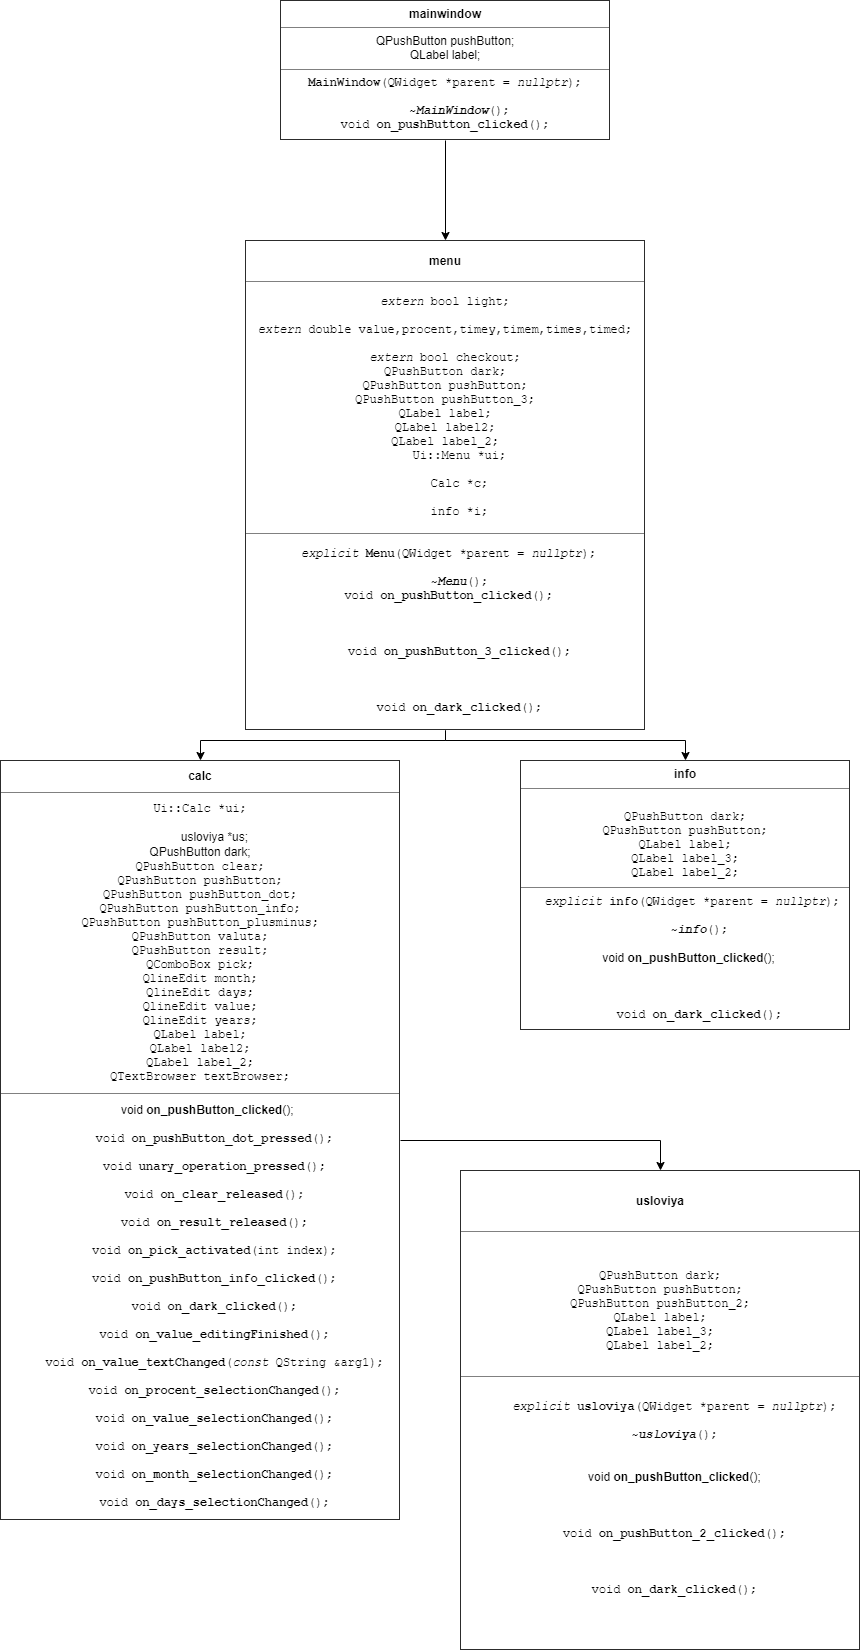 mainwindow
QPushButton pushButton;
QLabel label;
MainWindow(QWidget *parent = nullptr);
~MainWindow();
void on_pushButton_clicked();
menu
extern bool light;
extern double value,procent,timey,timem,times,timed;
extern bool checkout;
QPushButton dark;
QPushButton pushButton;
QPushButton pushButton_3;
QLabel label;
QLabel label2;
QLabel label_2;
Ui::Menu *ui;
Calc *c;
info *i;
explicit Menu(QWidget *parent = nullptr);
~Menu();
void on_pushButton_clicked();
void on_pushButton_3_clicked();
void on_dark_clicked();
calc
Ui::Calc *ui;
usloviya *us;
QPushButton dark;
QPushButton clear;
QPushButton pushButton;
QPushButton pushButton_dot;
QPushButton pushButton_info;
QPushButton pushButton_plusminus;
QPushButton valuta;
QPushButton result;
QComboBox pick;
QlineEdit month;
QlineEdit days;
QlineEdit value;
QlineEdit years;
QLabel label;
QLabel label2;
QLabel label_2;
QTextBrowser textBrowser;
void on_pushButton_clicked();
void on_pushButton_dot_pressed();
void unary_operation_pressed();
void on_clear_released();
void on_result_released();
void on_pick_activated(int index);
void on_pushButton_info_clicked();
void on_dark_clicked();
void on_value_editingFinished();
void on_value_textChanged(const QString &arg1);
void on_procent_selectionChanged();
void on_value_selectionChanged();
void on_years_selectionChanged();
void on_month_selectionChanged();
void on_days_selectionChanged();
info
QPushButton dark;
QPushButton pushButton;
QLabel label;
QLabel label_3;
QLabel label_2;
explicit info(QWidget *parent = nullptr);
~info();
void on_pushButton_clicked();
void on_dark_clicked();
usloviya
QPushButton dark;
QPushButton pushButton;
QPushButton pushButton_2;
QLabel label;
QLabel label_3;
QLabel label_2;
explicit usloviya(QWidget *parent = nullptr);
~usloviya();
void on_pushButton_clicked();
void on_pushButton_2_clicked();
void on_dark_clicked();